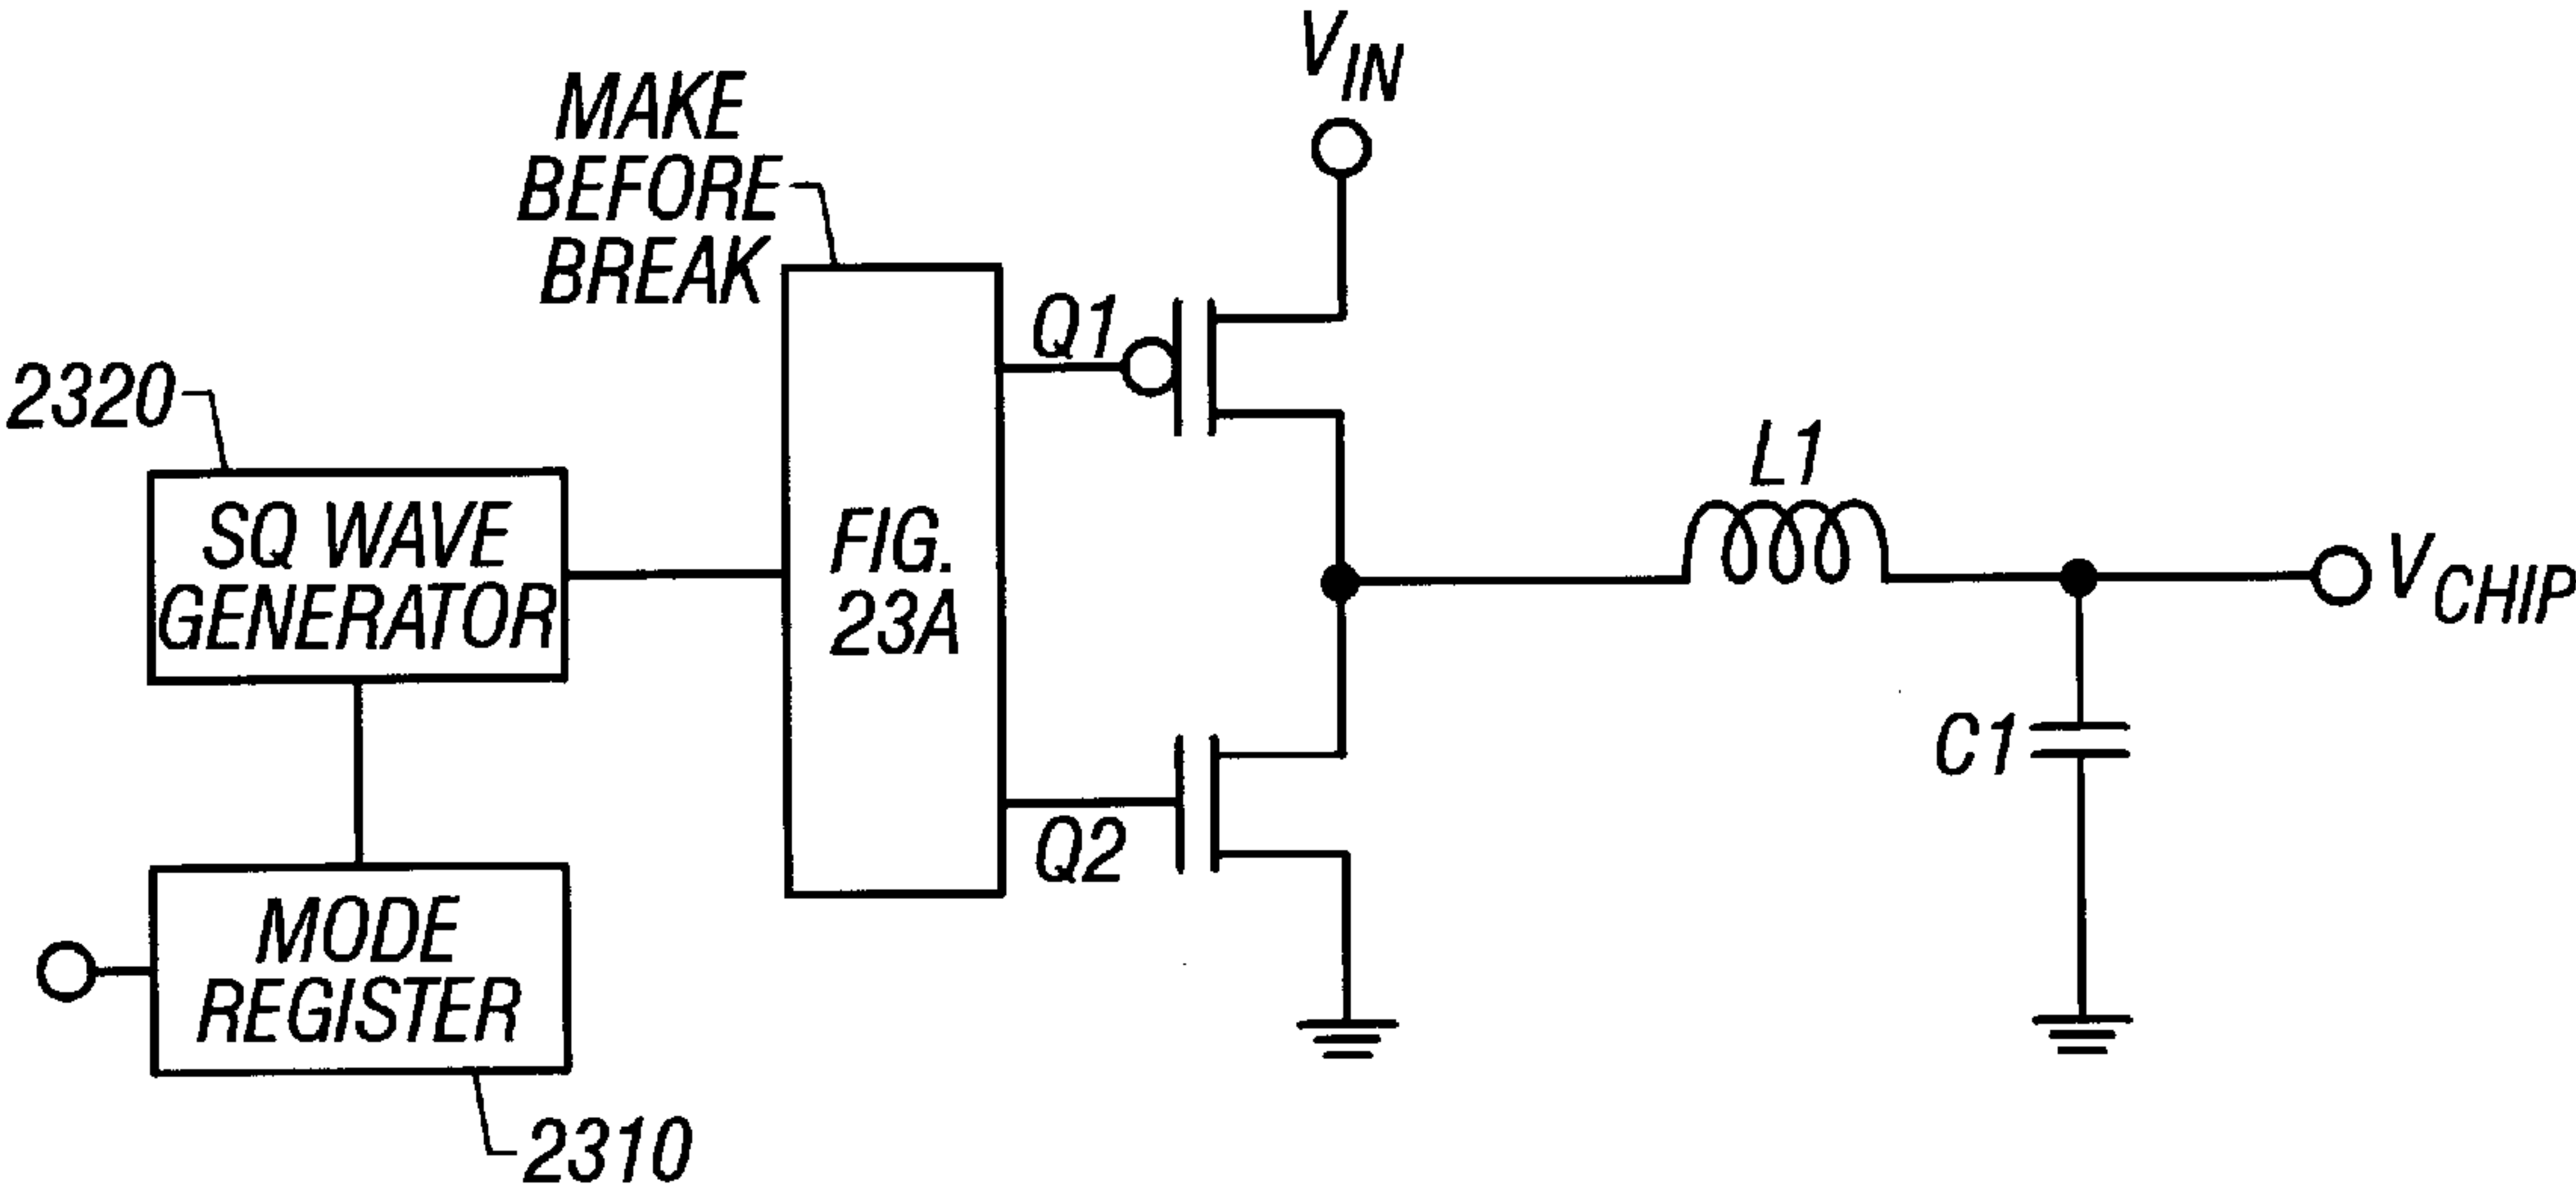 V_IN
MAKE
BEFORE
BREAK
Q1
2320
SQ WAVE
GENERATOR
FIG.
23A
L1
V_CHIP
C1
Q2
MODE
REGISTER
2310